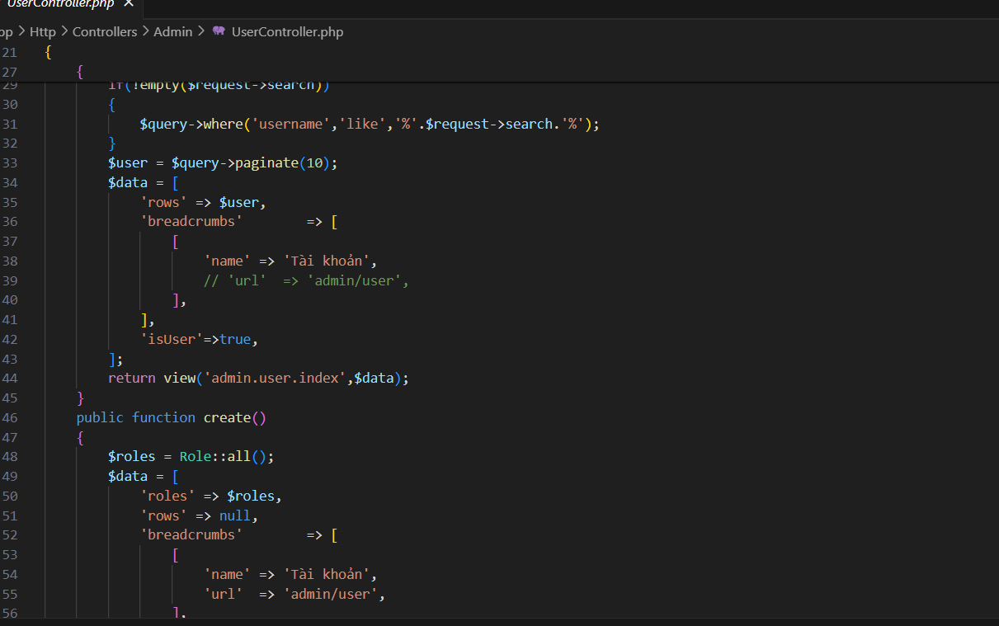 UserController.php ×
pp > Http > Controllers > Admin > UserController.php
21 {
27 {
29 if(!empty($request->search))
30 {
31 $query->where('username','like','%'.$request->search.'%');
32 }
33 $user = $query->paginate(10);
34 $data = [
35 'rows' => $user,
36 'breadcrumbs' => [
37 [
38 'name' => 'Tài khoản',
39 // 'url' => 'admin/user',
40 ],
41 ],
42 'isUser'=>true,
43 ];
44 return view('admin.user.index',$data);
45 }
46 public function create()
47 {
48 $roles = Role::all();
49 $data = [
50 'roles' => $roles,
51 'rows' => null,
52 'breadcrumbs' => [
53 [
54 'name' => 'Tài khoản',
55 'url' => 'admin/user',
56 ],